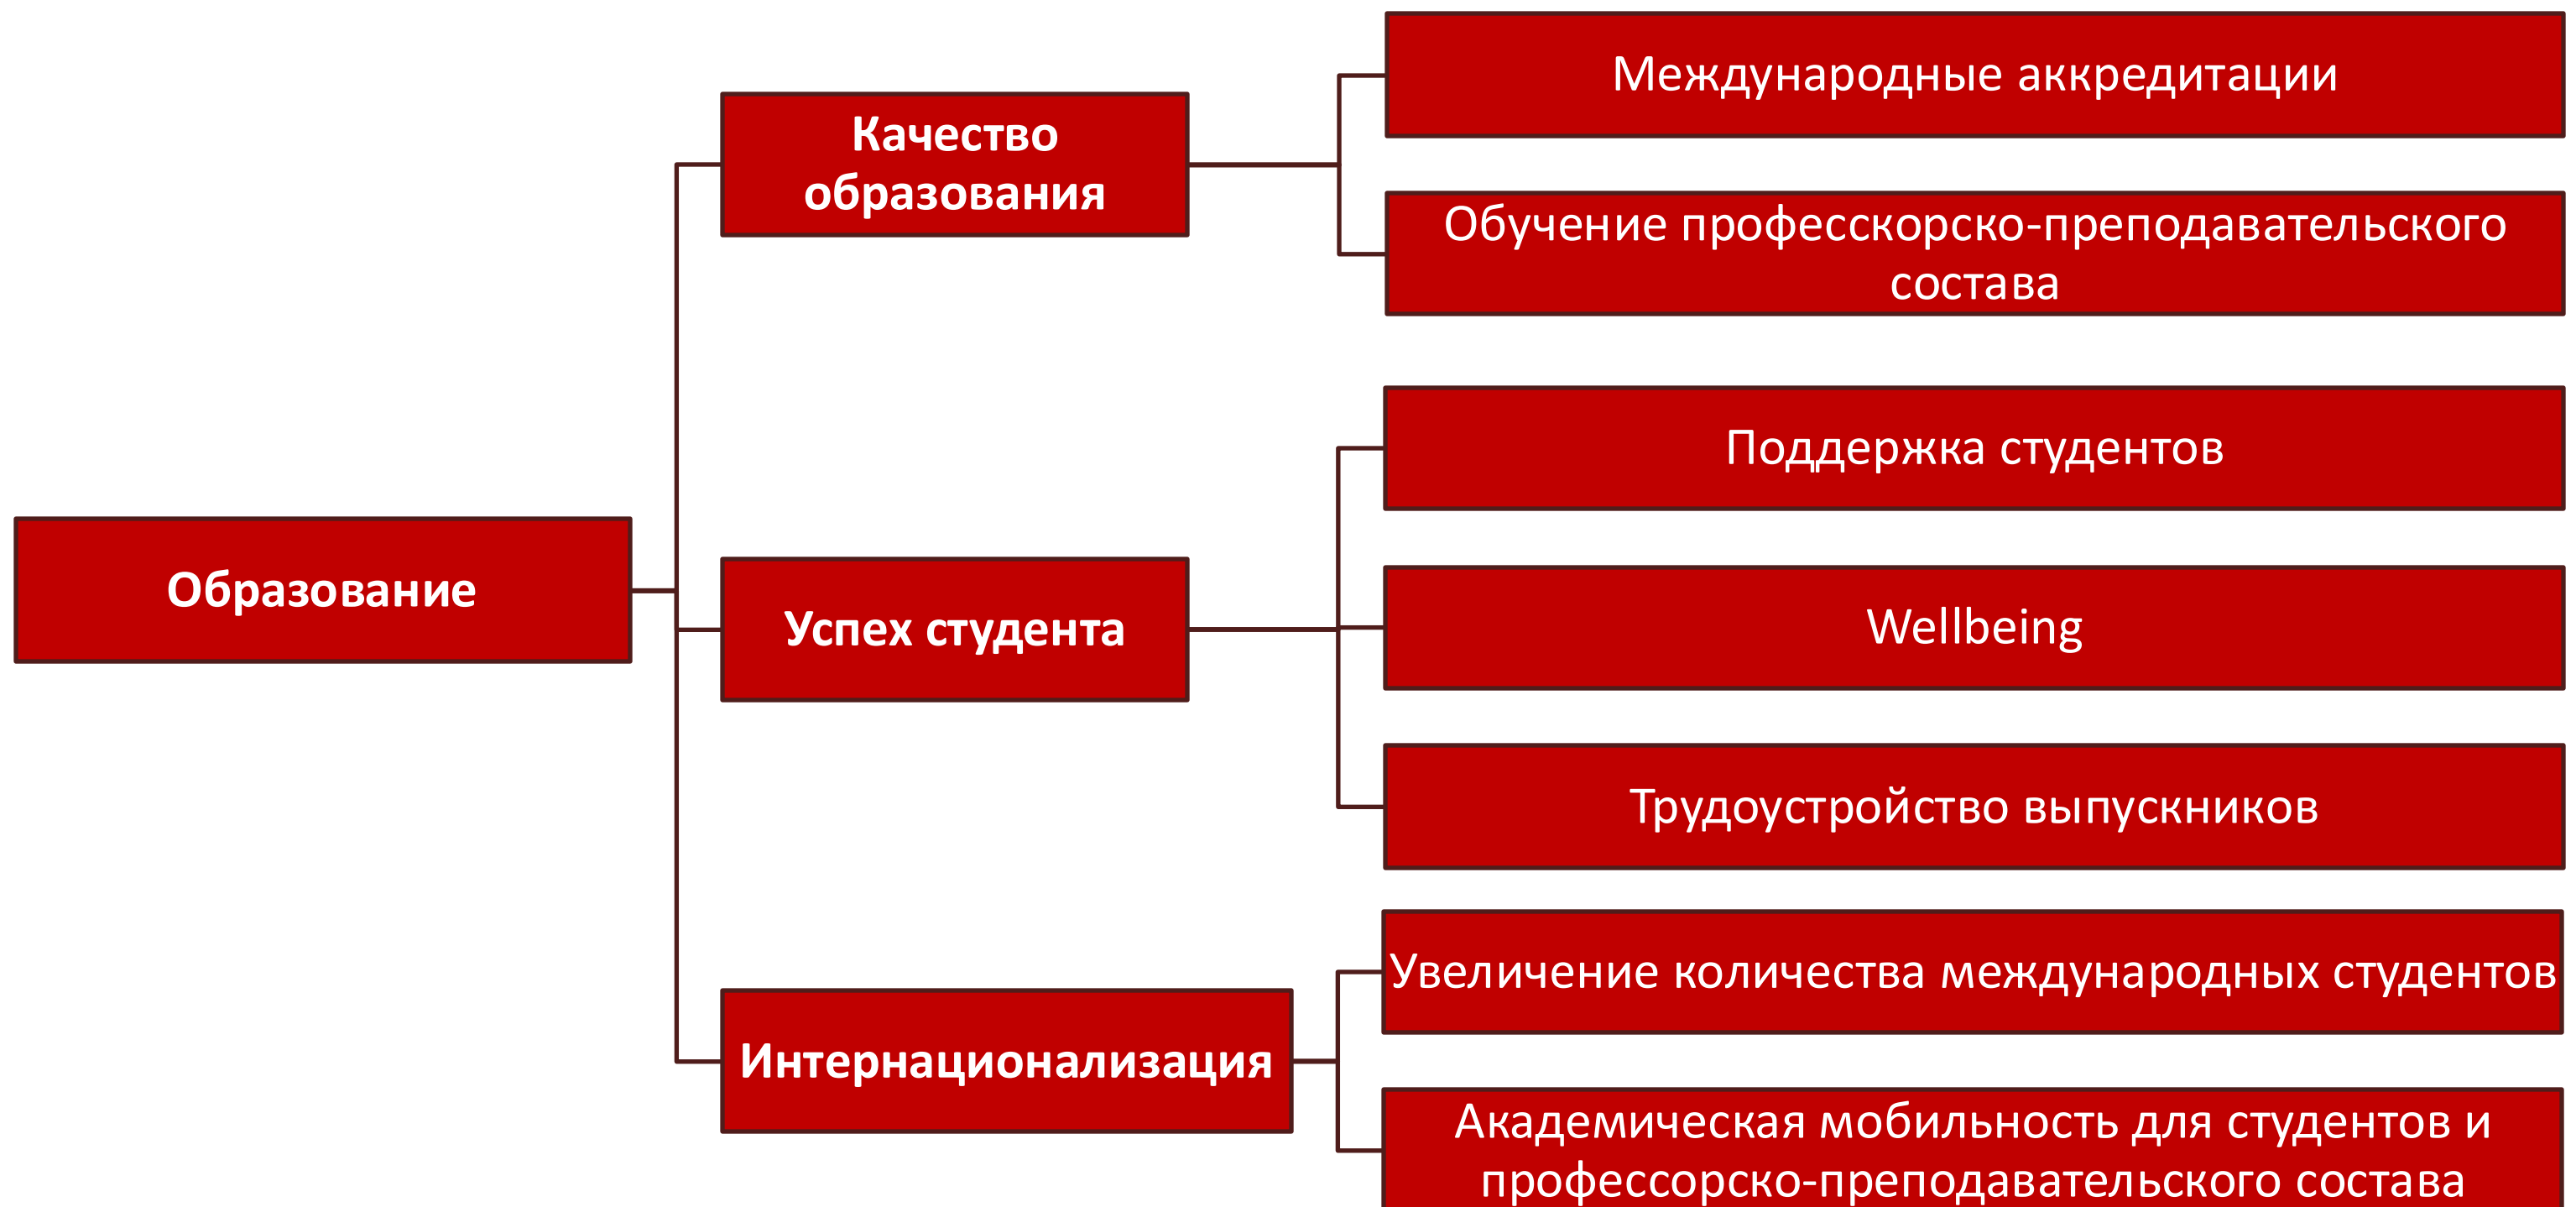 Образование
Качество
образования
Международные аккредитации
Обучение професскорско-преподавательского
состава
Успех студента
Поддержка студентов
Wellbeing
Трудоустройство выпускников
Интернационализация
Увеличение количества международных студентов
Академическая мобильность для студентов и
профессорско-преподавательского состава